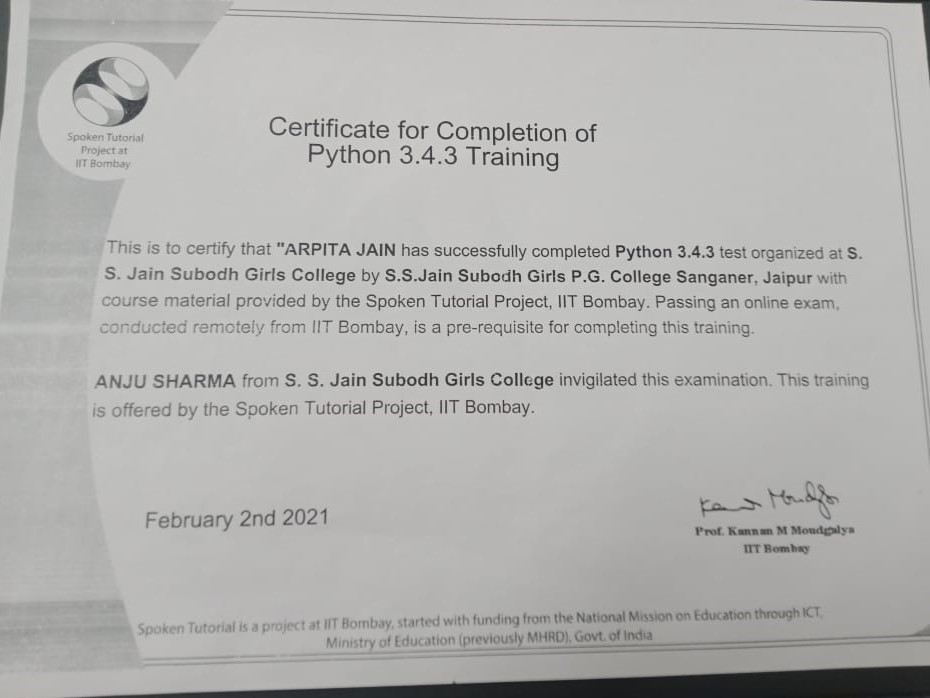 Spoken Tutorial
Project at
IIT Bombay
Certificate for Completion of
Python 3.4.3 Training
This is to certify that "ARPITA JAIN has successfully completed Python 3.4.3 test organized at S.
S. Jain Subodh Girls College by S.S.Jain Subodh Girls P.G. College Sanganer, Jaipur with
course material provided by the Spoken Tutorial Project, IIT Bombay. Passing an online exam,
conducted remotely from IIT Bombay, is a pre-requisite for completing this training.
ANJU SHARMA from S. S. Jain Subodh Girls College invigilated this examination. This training
is offered by the Spoken Tutorial Project, IIT Bombay.
February 2nd 2021
Prof. Kannan M Moudgalya
IIT Bombay
Spoken Tutorial is a project at IIT Bombay, started with funding from the National Mission on Education through ICT,
Ministry of Education (previously MHRD), Govt. of India